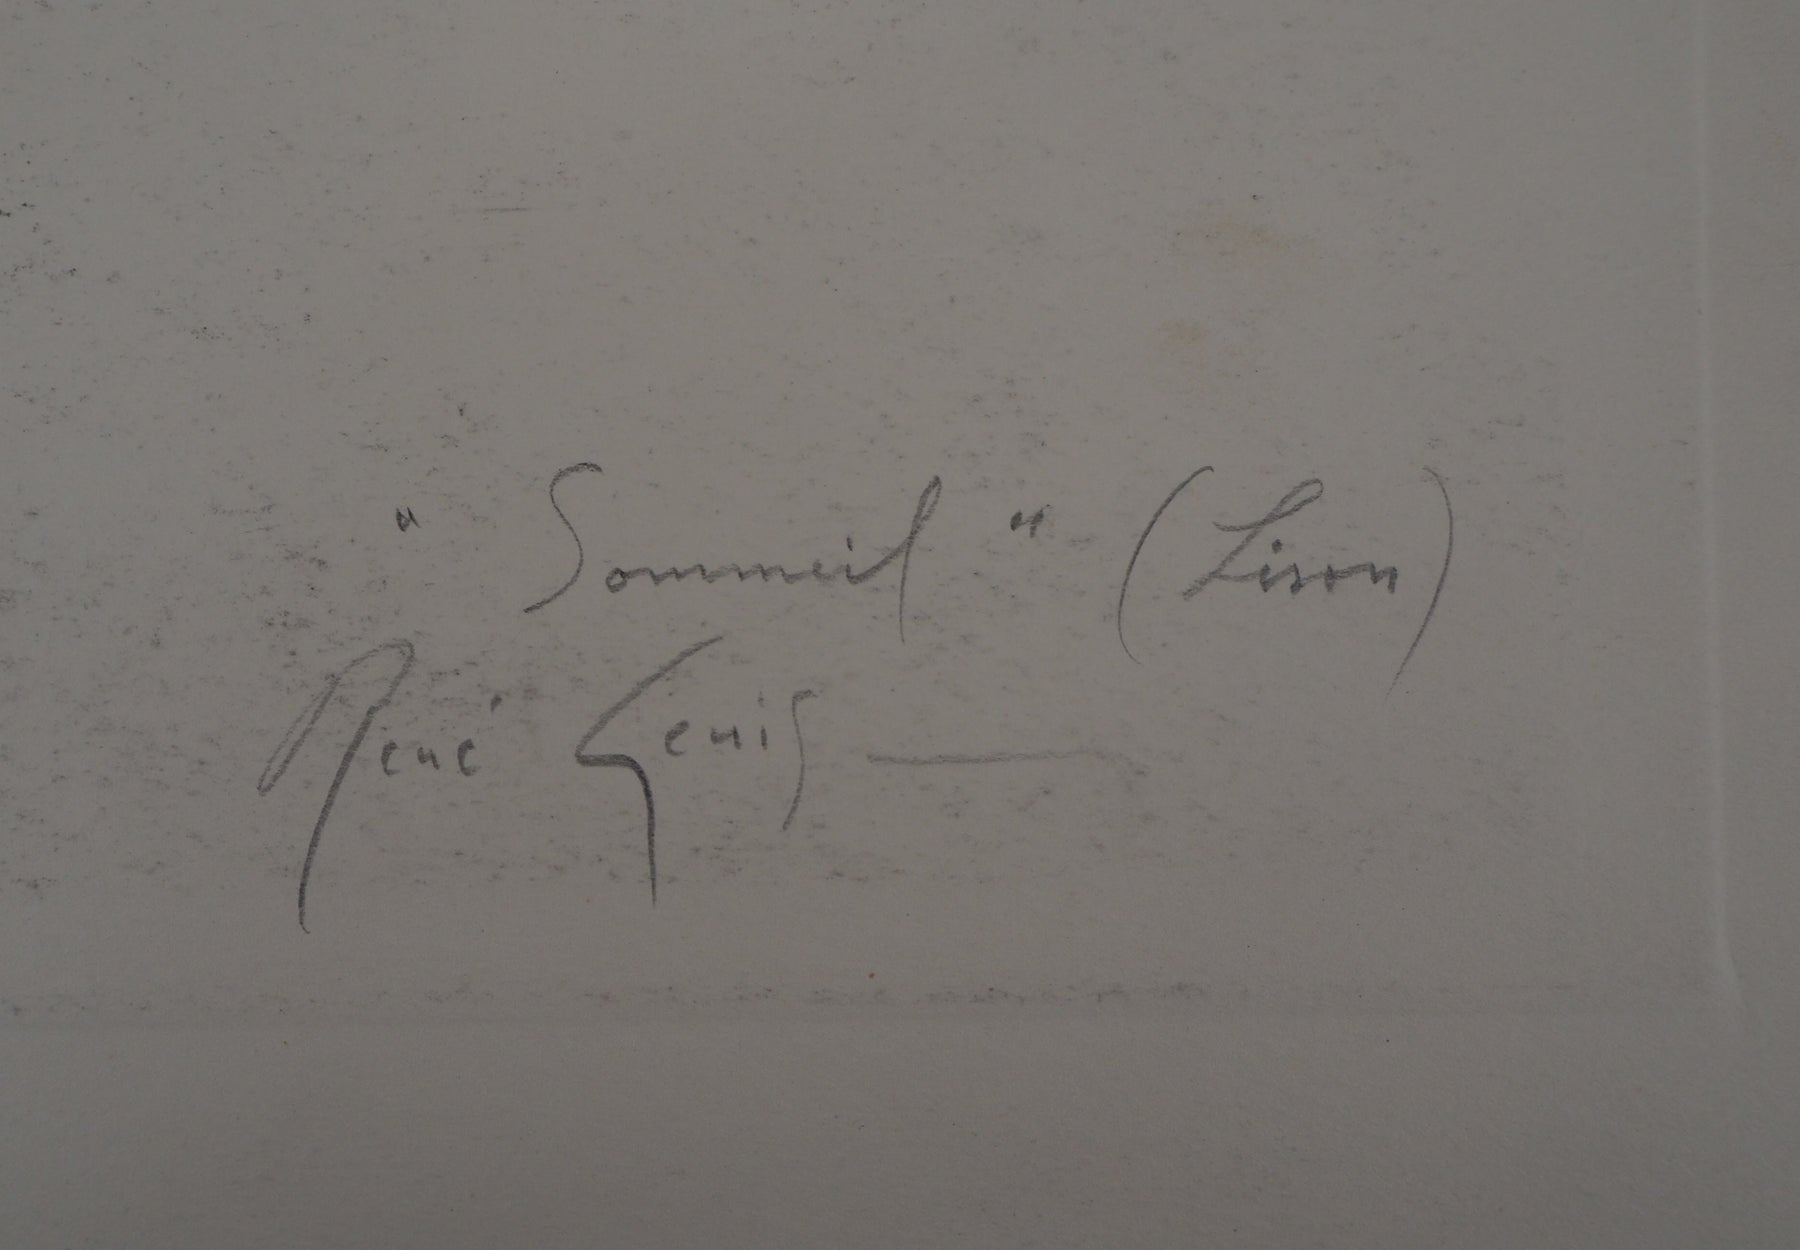 " Sommeil " (Lison)
René Genis